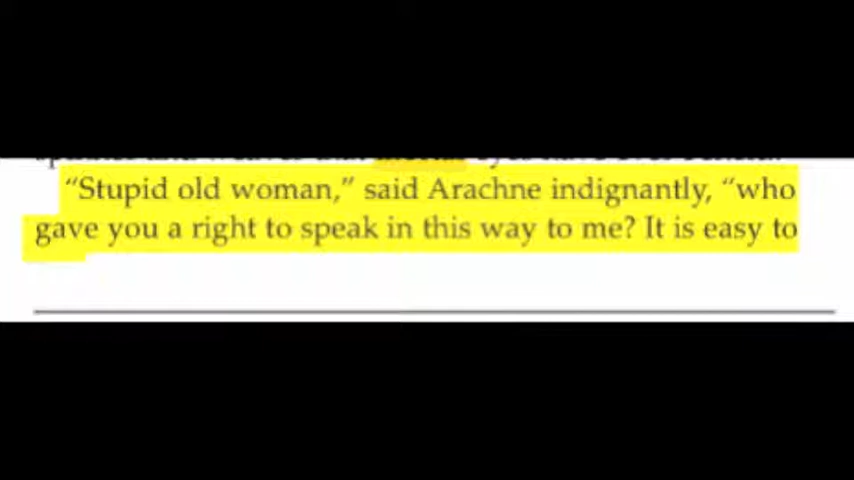 “Stupid old woman,” said Arachne indignantly, “who
gave you a right to speak in this way to me? It is easy to